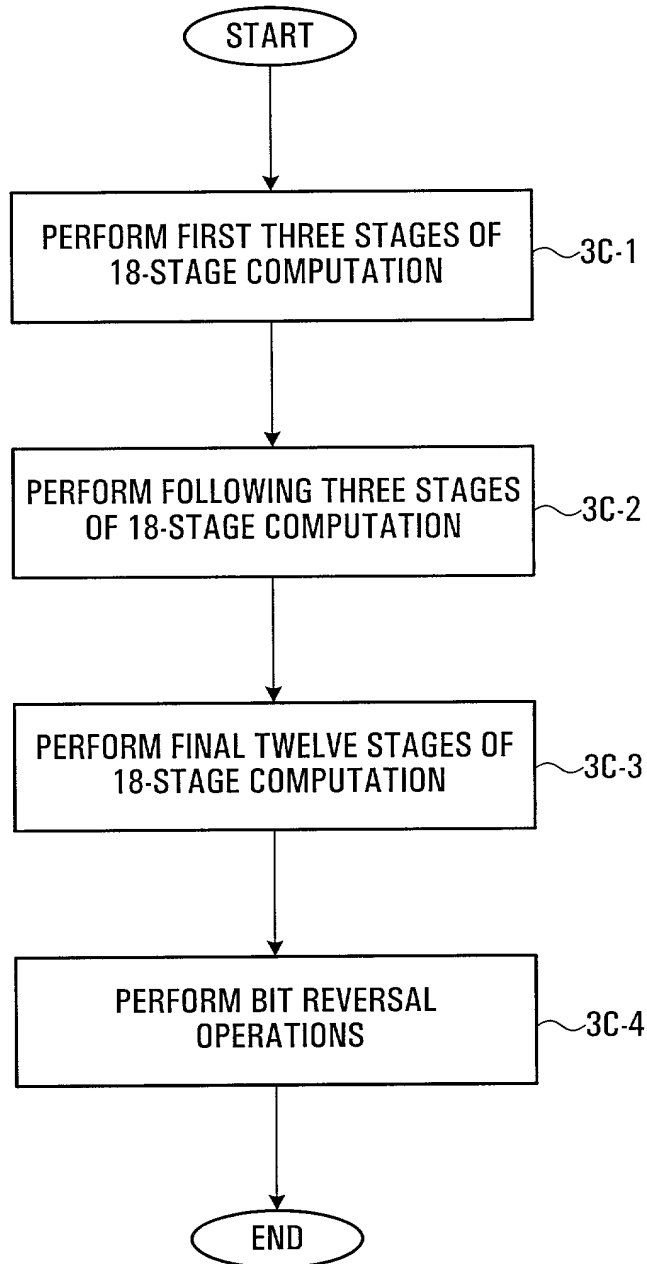 START
PERFORM FIRST THREE STAGES OF
18-STAGE COMPUTATION
3C-1
PERFORM FOLLOWING THREE STAGES
OF 18-STAGE COMPUTATION
3C-2
PERFORM FINAL TWELVE STAGES OF
18-STAGE COMPUTATION
3C-3
PERFORM BIT REVERSAL
OPERATIONS
3C-4
END